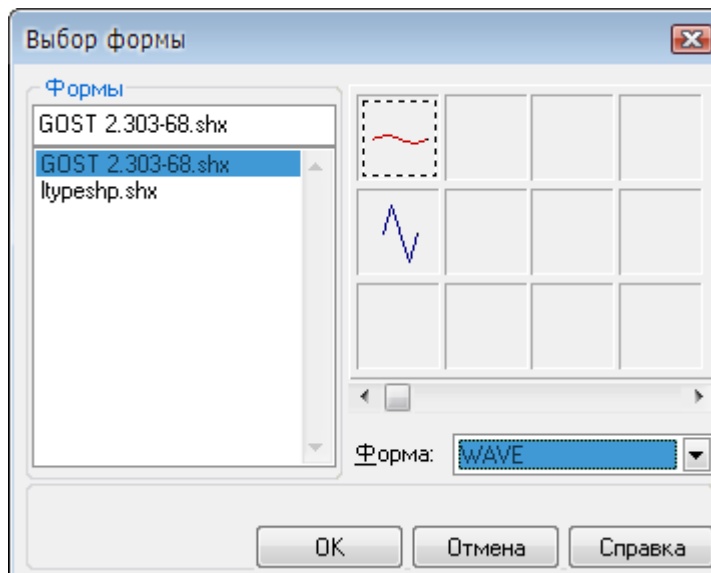 Выбор формы
Формы
GOST 2.303-68.shx
GOST 2.303-68.shx
ltypeshp.shx
Форма:
WAVE
OK
Отмена
Справка